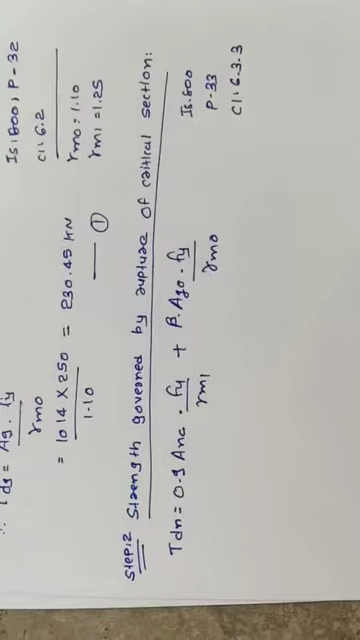 ∴ Tdg = Ag. fy / γm0
= 1014 x 250 / 1.10 = 230.45 KN
—— ①
Is:800, P-32
Cl:6.2
γm0 = 1.10
γm1 = 1.25
Step:2 Strength governed by rupture of critical section:
Tdn = 0.9 Anc . fy / γm1 + β. Ago . fy / γm0
Is.800
P-33
Cl:6.3.3